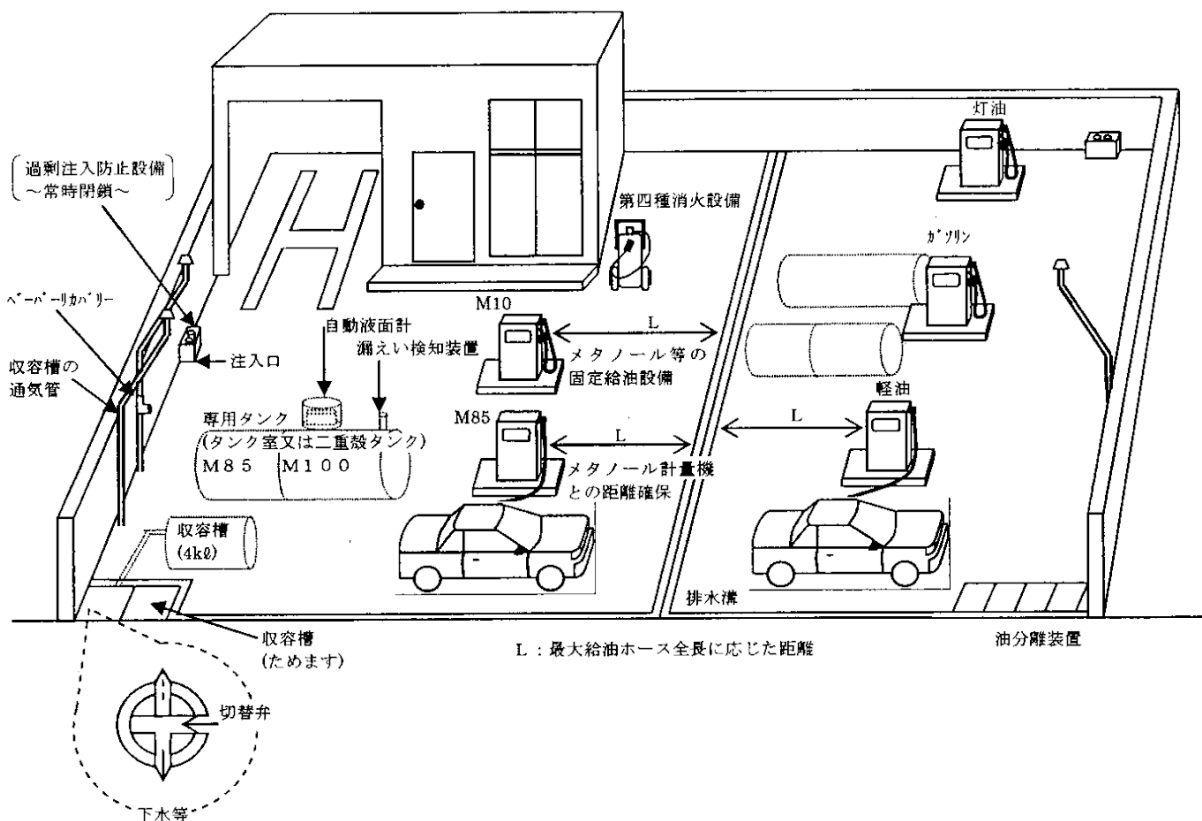 灯油
過剰注入防止設備
～常時閉鎖～
第四種消火設備
ガソリン
ベーパーリカバリー
M10
自動液面計
漏えい検知装置
L
メタノール等の
固定給油設備
収容槽の
通気管
注入口
専用タンク
(タンク室又は二重殻タンク)
M85 M100
M85
L
L
軽油
メタノール計量機
との距離確保
収容槽
(4kℓ)
排水溝
収容槽
(ためます)
L：最大給油ホース全長に応じた距離
油分離装置
切替弁
下水等